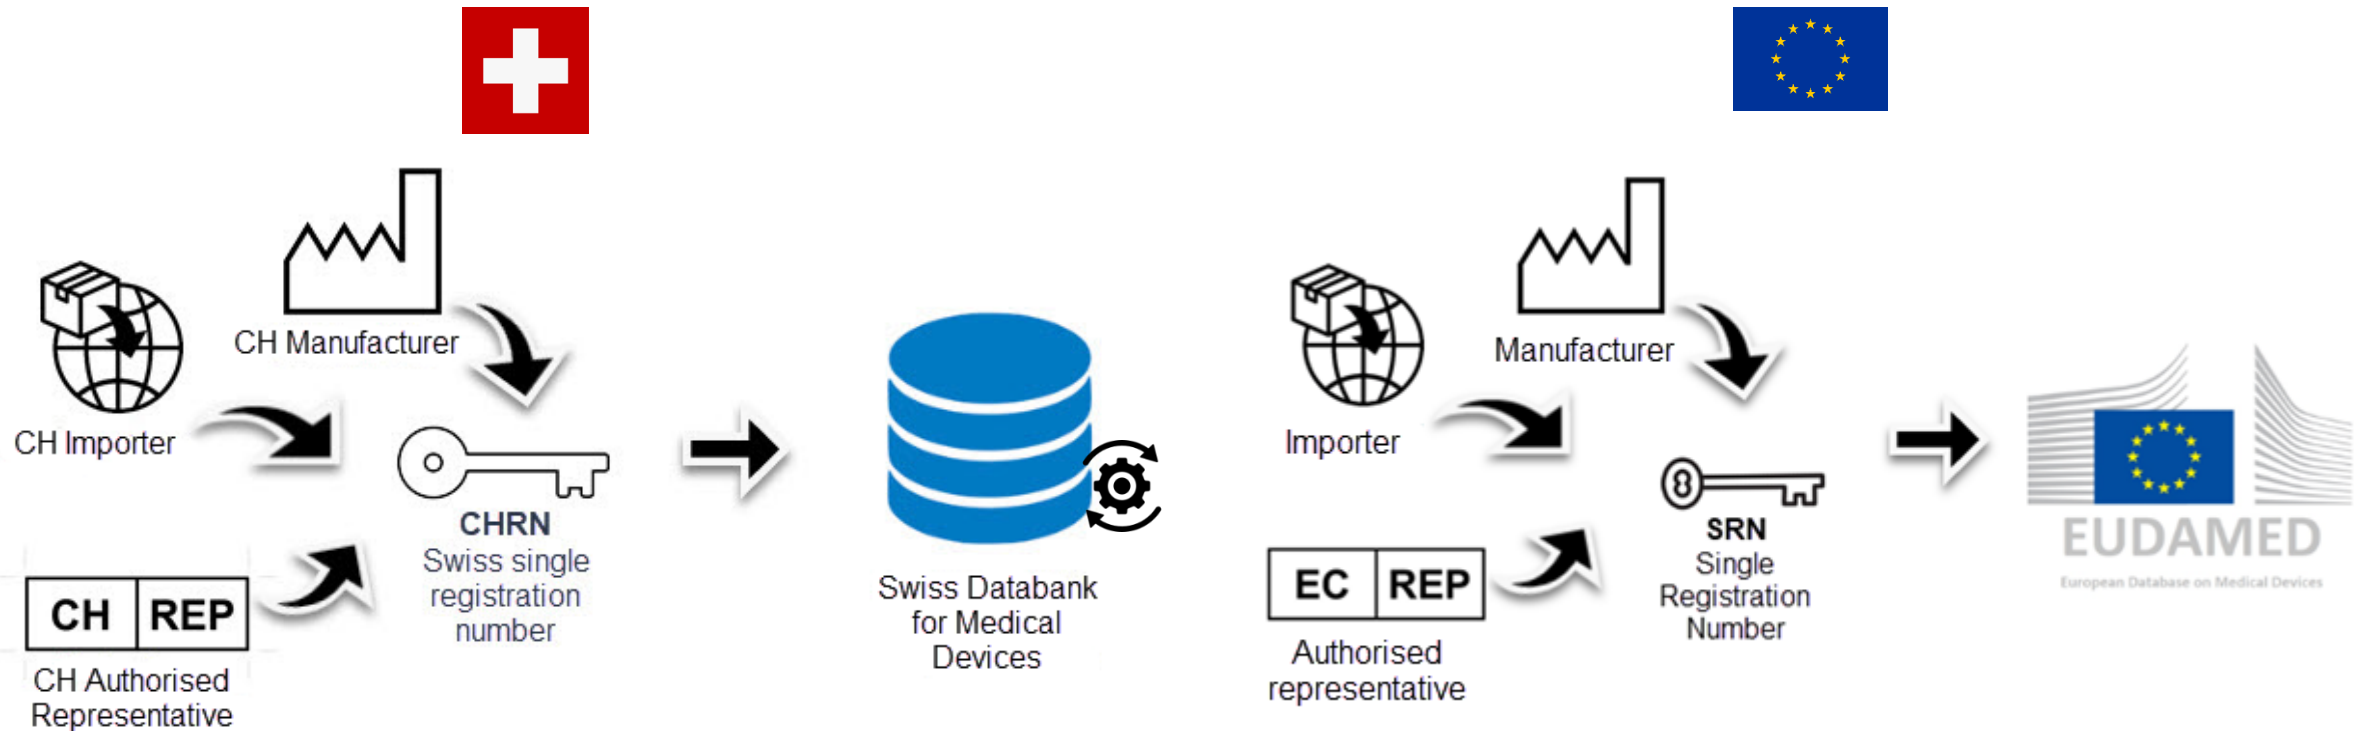 CH Manufacturer
CH Importer
CHRN
Swiss single
registration
number
CH REP
CH Authorised
Representative
Swiss Databank
for Medical
Devices
Manufacturer
Importer
SRN
Single
Registration
Number
EC REP
Authorised
representative
EUDAMED
European Database on Medical Devices